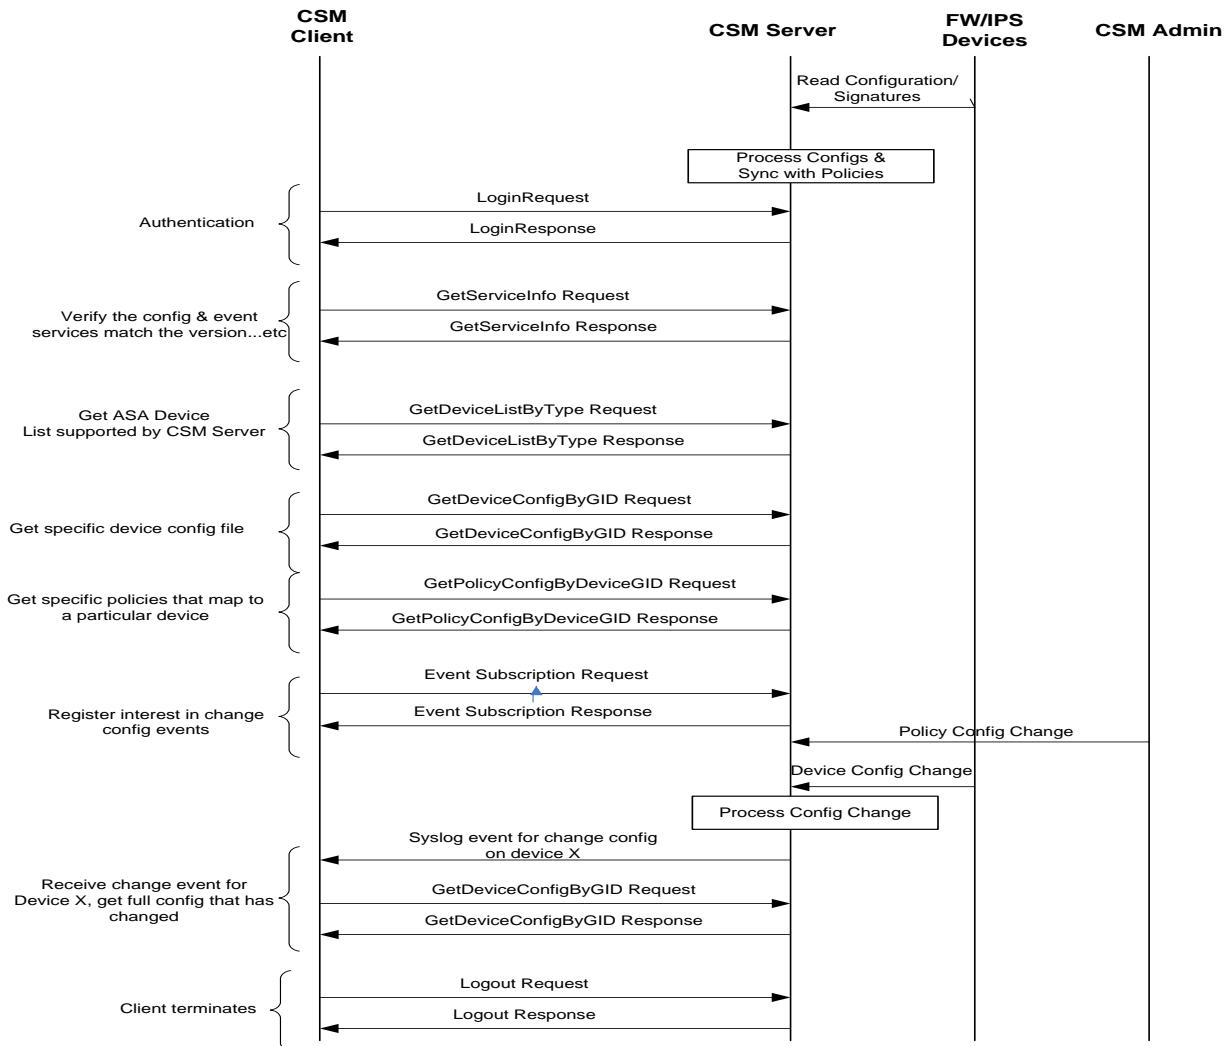 CSM
Client
CSM Server
FW/IPS
Devices
CSM Admin
Read Configuration/
Signatures
Process Configs &
Sync with Policies
Authentication
LoginRequest
LoginResponse
Verify the config & event
services match the version...etc
GetServiceInfo Request
GetServiceInfo Response
Get ASA Device
List supported by CSM Server
GetDeviceListByType Request
GetDeviceListByType Response
Get specific device config file
GetDeviceConfigByGID Request
GetDeviceConfigByGID Response
Get specific policies that map to
a particular device
GetPolicyConfigByDeviceGID Request
GetPolicyConfigByDeviceGID Response
Register interest in change
config events
Event Subscription Request
Event Subscription Response
Policy Config Change
Device Config Change
Process Config Change
Syslog event for change config
on device X
Receive change event for
Device X, get full config that has
changed
GetDeviceConfigByGID Request
GetDeviceConfigByGID Response
Client terminates
Logout Request
Logout Response